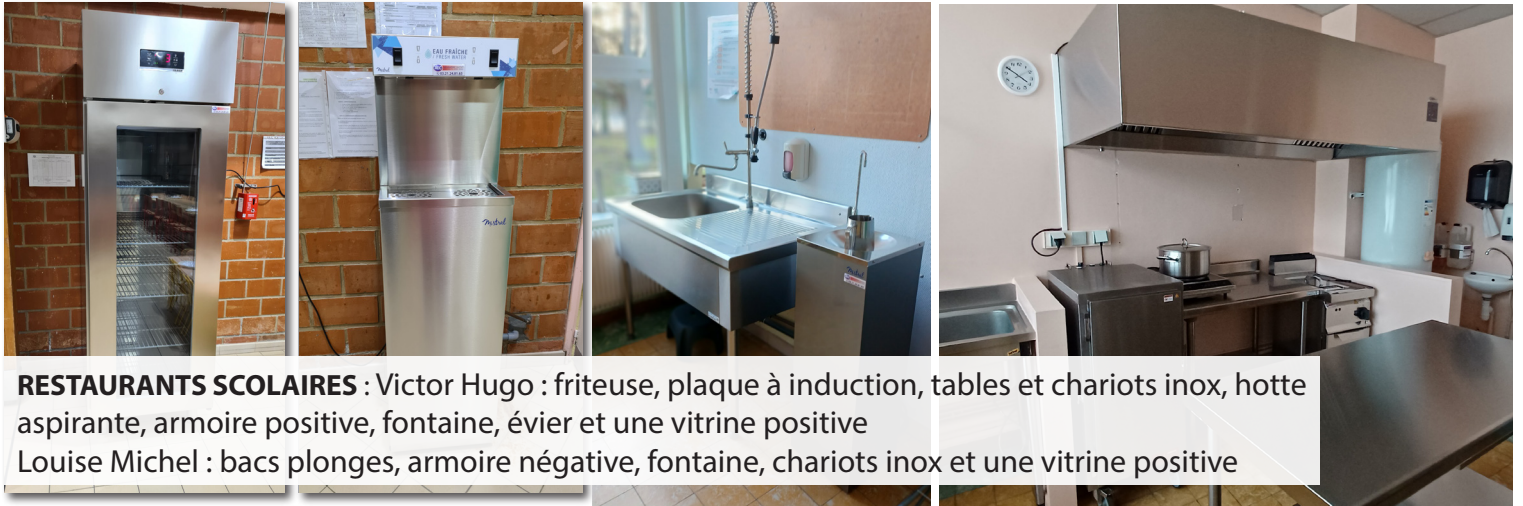 EAU FRAÎCHE
FRESH WATER
Mistral
RESTAURANTS SCOLAIRES : Victor Hugo : friteuse, plaque à induction, tables et chariots inox, hotte
aspirante, armoire positive, fontaine, évier et une vitrine positive
Louise Michel : bacs plonges, armoire négative, fontaine, chariots inox et une vitrine positive